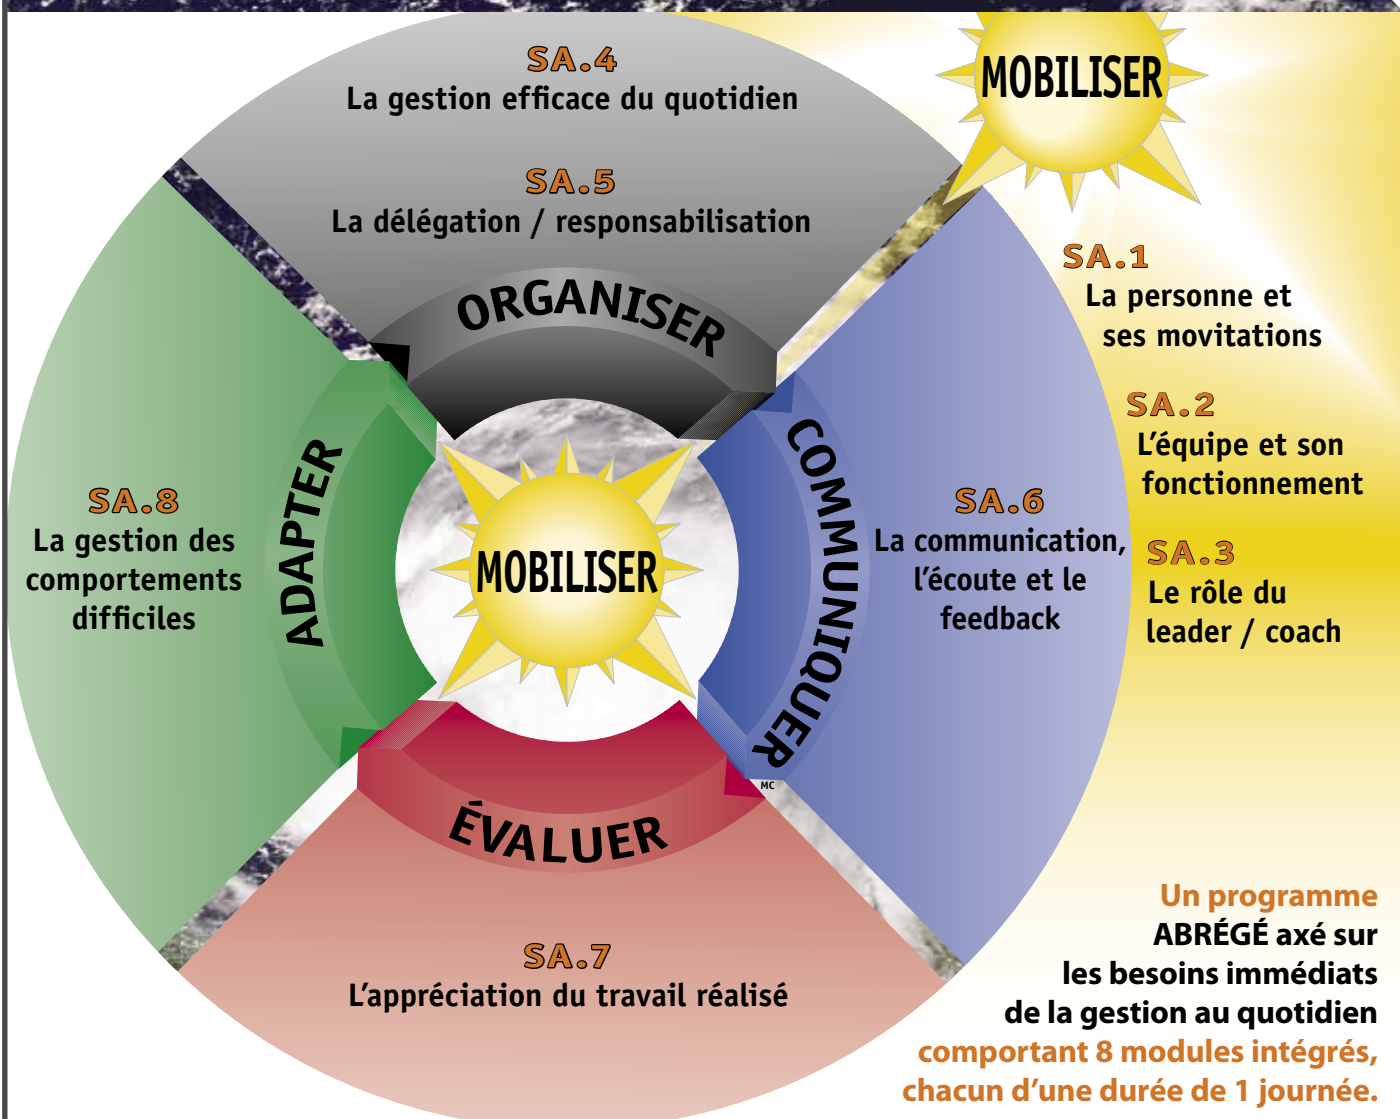 SA.4
La gestion efficace du quotidien
SA.5
La délégation / responsabilisation
ORGANISER
MOBILISER
SA.1
La personne et
ses movitations
SA.2
L'équipe et son
fonctionnement
SA.3
Le rôle du
leader / coach
COMMUNIQUER
MC
SA.6
La communication,
l'écoute et le
feedback
ADAPTER
SA.8
La gestion des
comportements
difficiles
MOBILISER
ÉVALUER
SA.7
L'appréciation du travail réalisé
Un programme
ABRÉGÉ axé sur
les besoins immédiats
de la gestion au quotidien
comportant 8 modules intégrés,
chacun d'une durée de 1 journée.